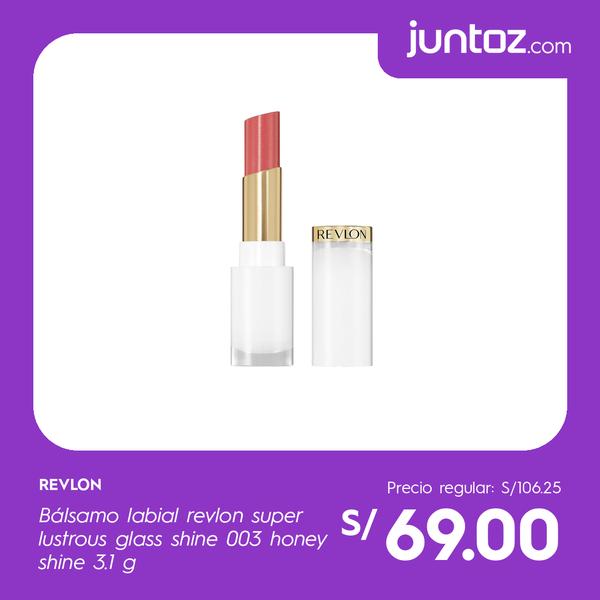 juntoz.com
REVLON
REVLON
Precio regular: S/106.25
Bálsamo labial revlon super
lustrous glass shine 003 honey
shine 3.1 g
S/69.00